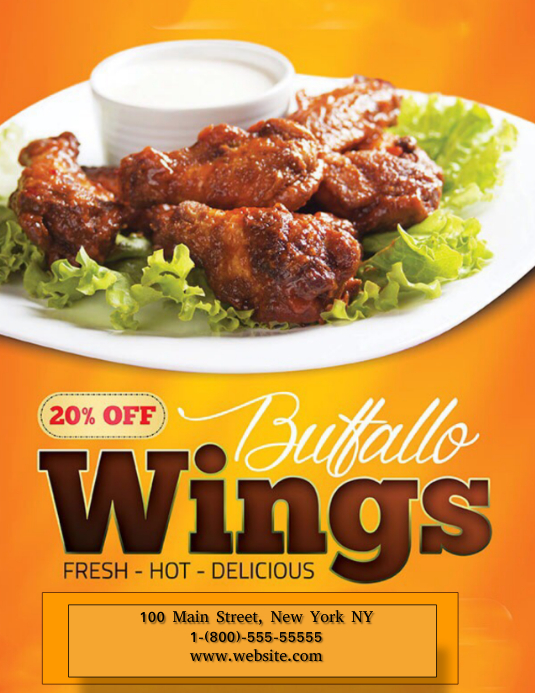 20% OFF
Buffallo
Wings
FRESH - HOT - DELICIOUS
100 Main Street, New York NY
1-(800)-555-55555
www.website.com